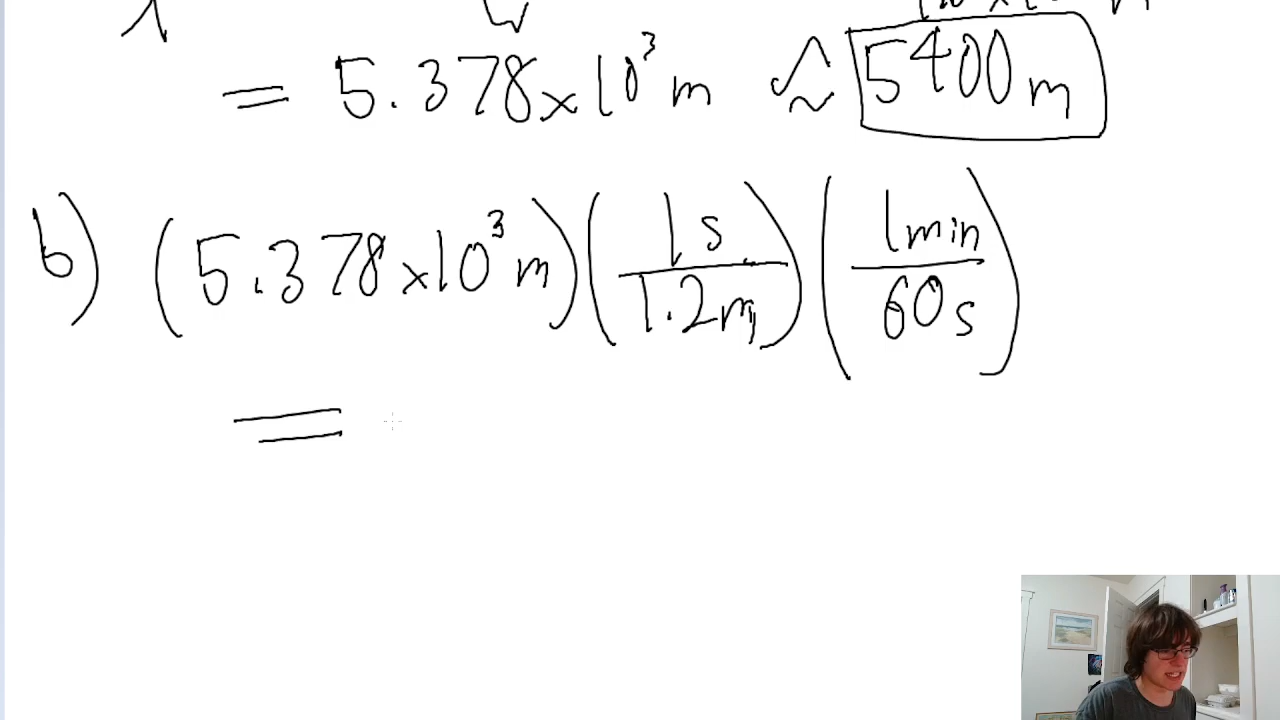 = 5.378×10³ m ≈ 5400 m
b) (5.378×10³ m) (1 s / 1.2 m) (1 min / 60 s)
=